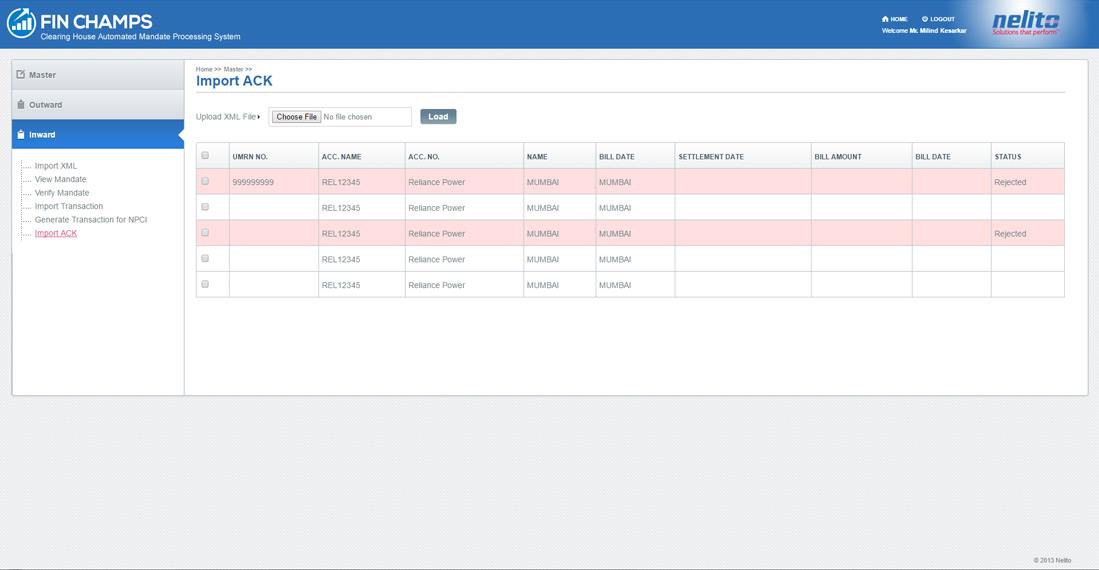 FIN CHAMPS
Clearing House Automated Mandate Processing System
HOME LOGOUT
Welcome Mr. Milind Kesarkar
nelito
Solutions that perform™
Master
Outward
Inward
Import XML
View Mandate
Verify Mandate
Import Transaction
Generate Transaction for NPCI
Import ACK
Home >> Master >>
Import ACK
Upload XML File Choose File No file chosen Load
UMRN NO. ACC. NAME ACC. NO. NAME BILL DATE SETTLEMENT DATE BILL AMOUNT BILL DATE STATUS
999999999 REL12345 Reliance Power MUMBAI MUMBAI Rejected
REL12345 Reliance Power MUMBAI MUMBAI
REL12345 Reliance Power MUMBAI MUMBAI Rejected
REL12345 Reliance Power MUMBAI MUMBAI
REL12345 Reliance Power MUMBAI MUMBAI
© 2013 Nelito